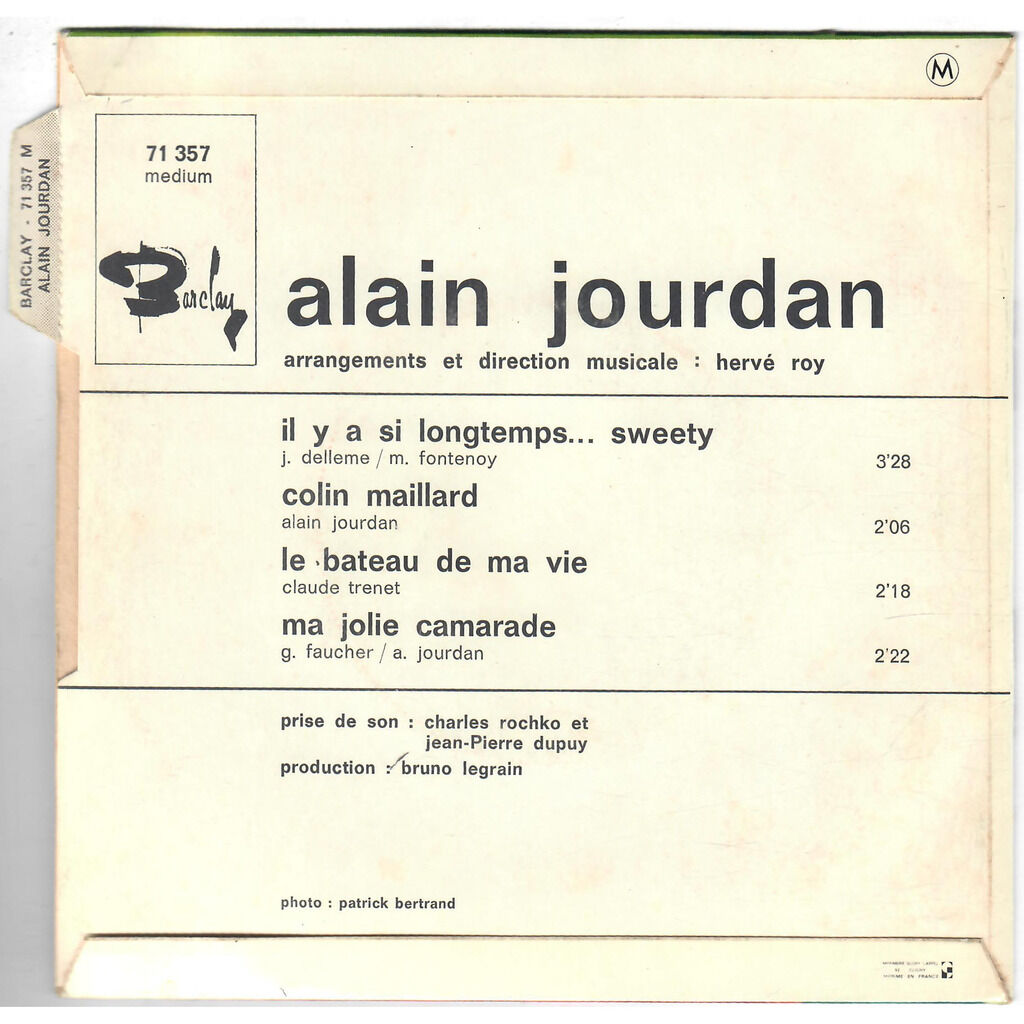 M
BARCLAY - 71 357 M
ALAIN JOURDAN
71 357
medium
Barclay
alain jourdan
arrangements et direction musicale : hervé roy
il y a si longtemps... sweety
j. delleme / m. fontenoy
3'28
colin maillard
alain jourdan
2'06
le bateau de ma vie
claude trenet
2'18
ma jolie camarade
g. faucher / a. jourdan
2'22
prise de son : charles rochko et
jean-Pierre dupuy
production : bruno legrain
photo : patrick bertrand
EN FRANCE